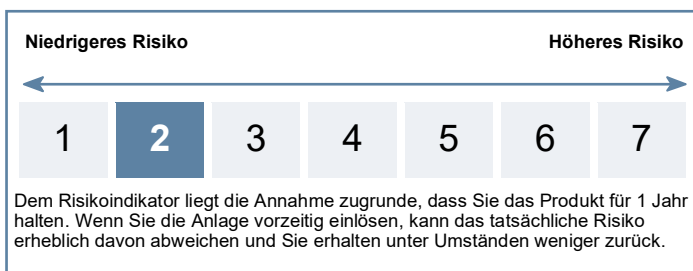 Niedrigeres Risiko Höheres Risiko
1 2 3 4 5 6 7
Dem Risikoindikator liegt die Annahme zugrunde, dass Sie das Produkt für 1 Jahr
halten. Wenn Sie die Anlage vorzeitig einlösen, kann das tatsächliche Risiko
erheblich davon abweichen und Sie erhalten unter Umständen weniger zurück.